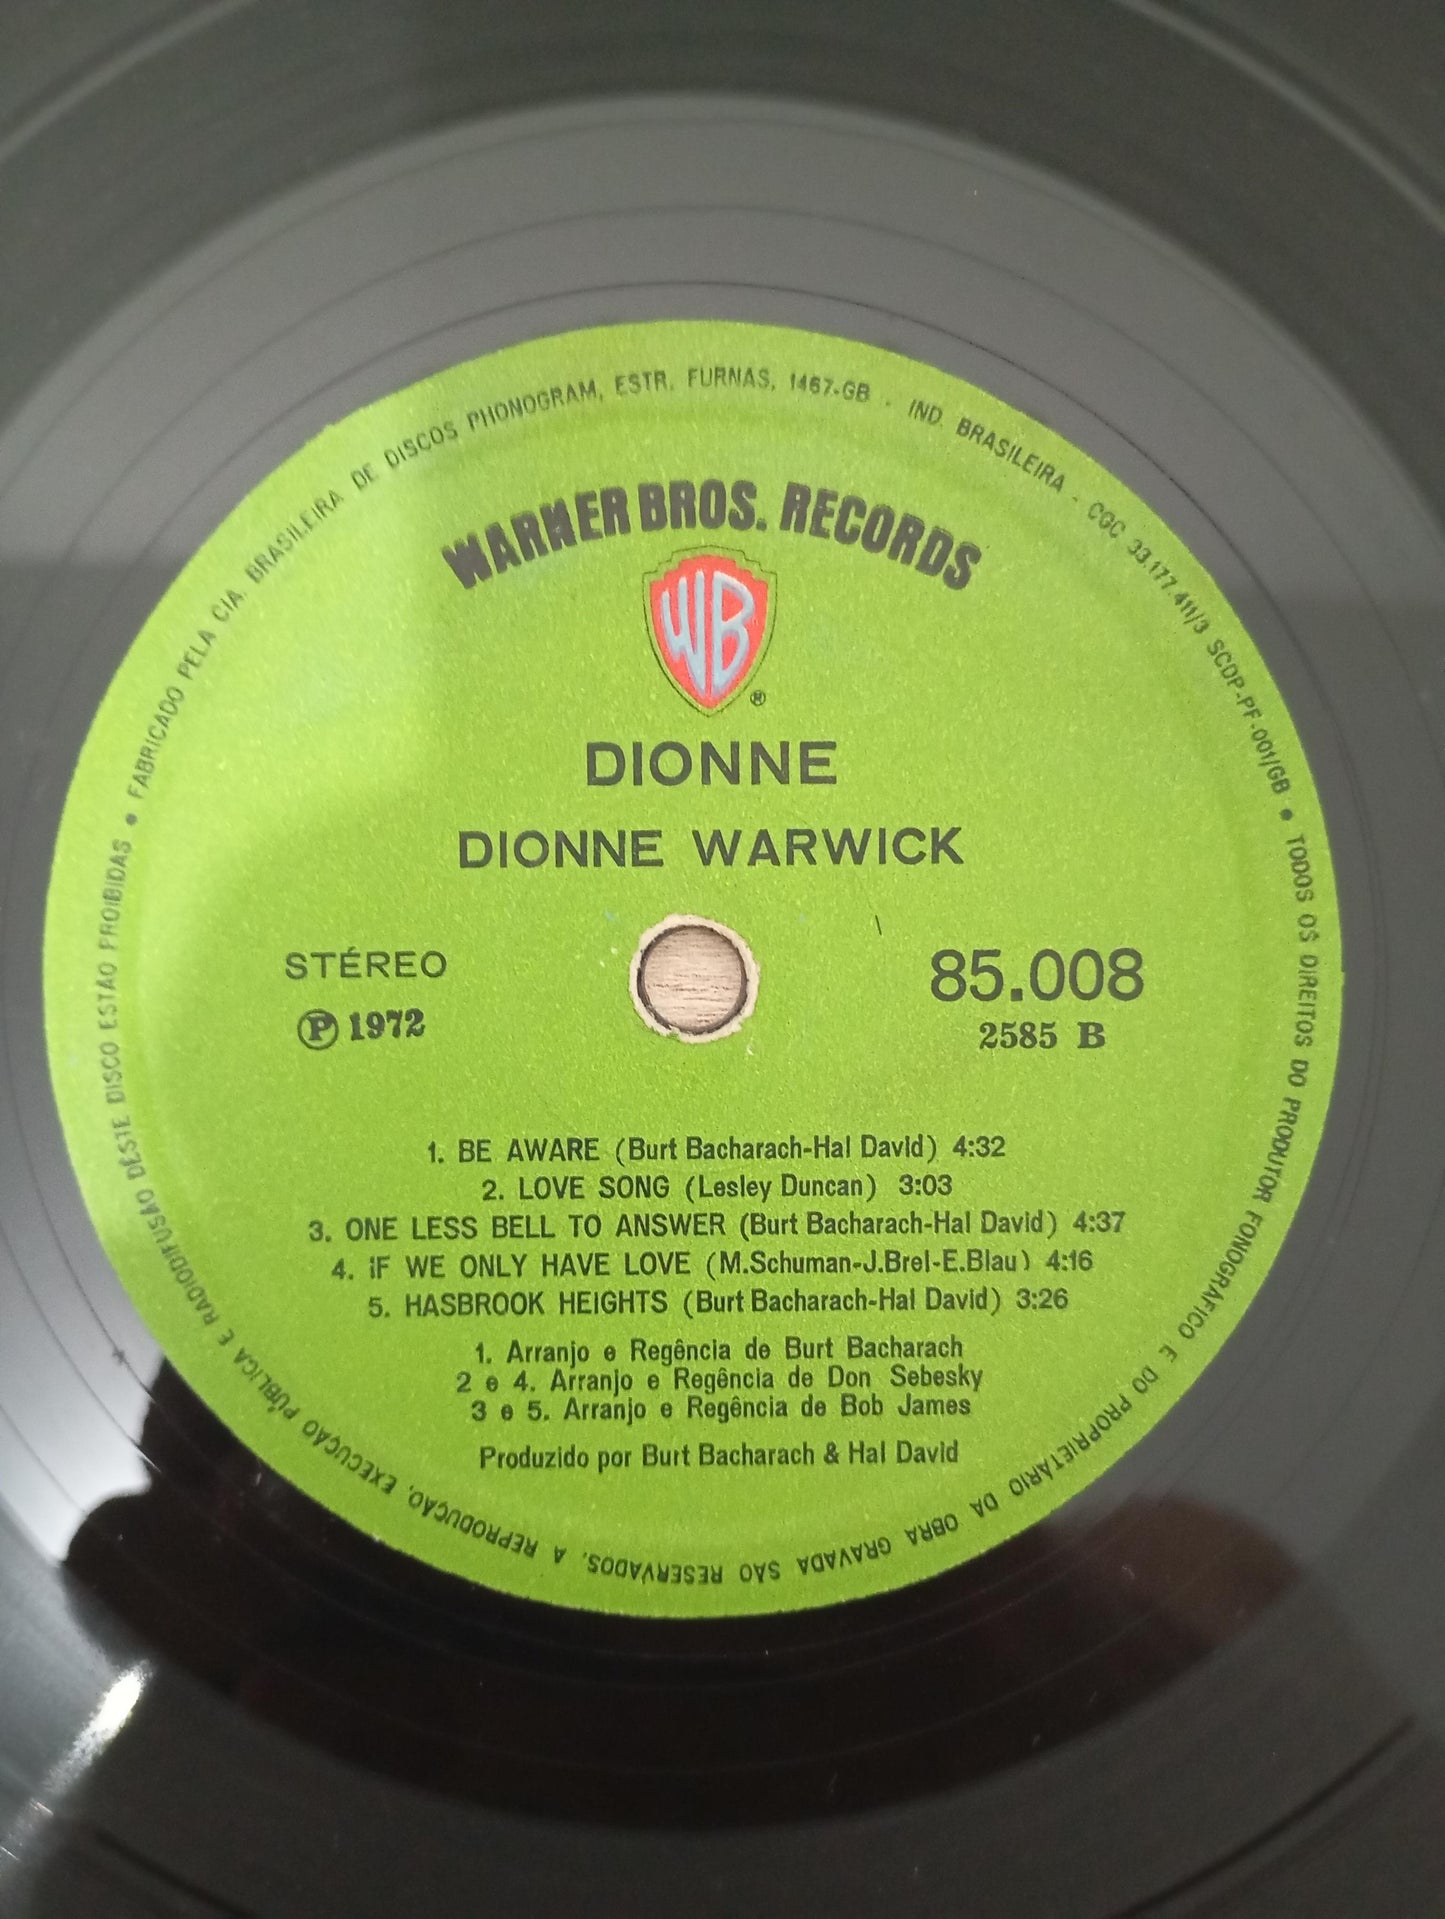 FABRICADO PELA CIA. BRASILEIRA DE DISCOS PHONOGRAM, ESTR. FURNAS, 1467-GB . IND. BRASILEIRA - CGC 33.177.411/3 SCDP-PF-001/GB • TODOS OS DIREITOS DO PRODUTOR FONOGRÁFICO E DO PROPRIETÁRIO DA OBRA GRAVADA SÃO RESERVADOS. A REPRODUÇÃO, EXECUÇÃO PÚBLICA E RADIODIFUSÃO DESTE DISCO ESTÃO PROIBIDAS •
WARNER BROS. RECORDS
WB
®
DIONNE
DIONNE WARWICK
STÉREO
85.008
℗ 1972
2585 B
1. BE AWARE (Burt Bacharach-Hal David) 4:32
2. LOVE SONG (Lesley Duncan) 3:03
3. ONE LESS BELL TO ANSWER (Burt Bacharach-Hal David) 4:37
4. IF WE ONLY HAVE LOVE (M.Schuman-J.Brel-E.Blau) 4:16
5. HASBROOK HEIGHTS (Burt Bacharach-Hal David) 3:26
1. Arranjo e Regência de Burt Bacharach
2 e 4. Arranjo e Regência de Don Sebesky
3 e 5. Arranjo e Regência de Bob James
Produzido por Burt Bacharach & Hal David